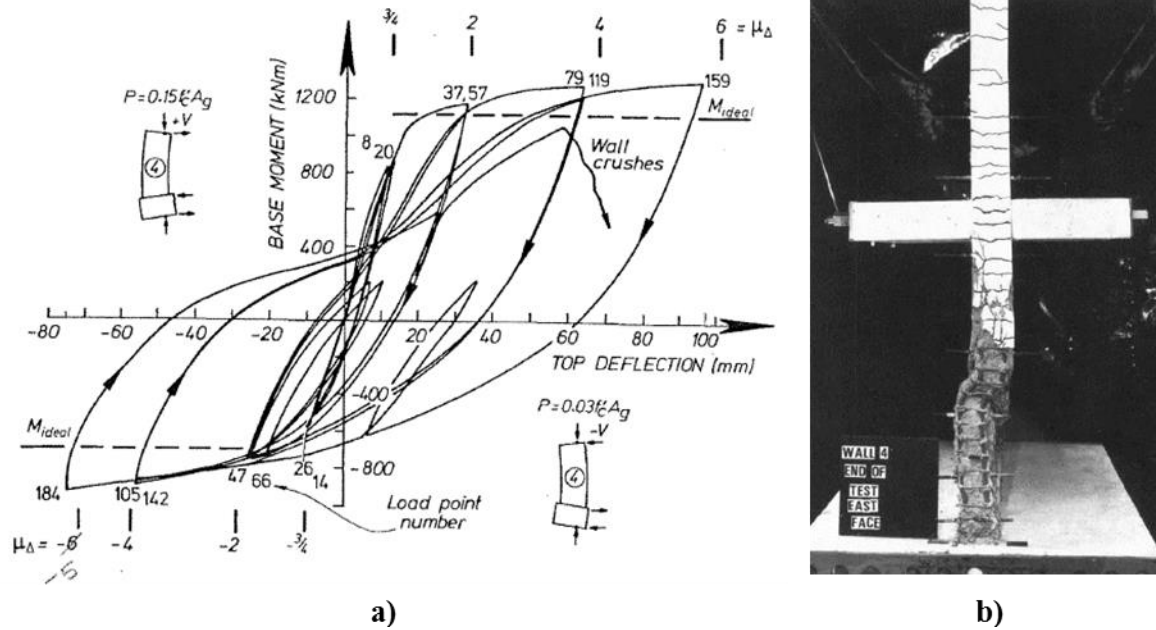 ¾ 2 4 6 = μΔ
P=0.15f'cAg
+V
④
BASE MOMENT (kNm)
1200
800
400
-400
-800
8
20
37,57
79 119
159
Mideal
Wall
crushes
-80 -60 -40 -20 20 40 60 80 100
TOP DEFLECTION (mm)
P=0.03f'cAg
-V
④
Mideal
184
105 142
47
66
26
14
Load point
number
μΔ = -6 -4 -2 -¾
-5
WALL 4
END OF
TEST
EAST
FACE
a) b)